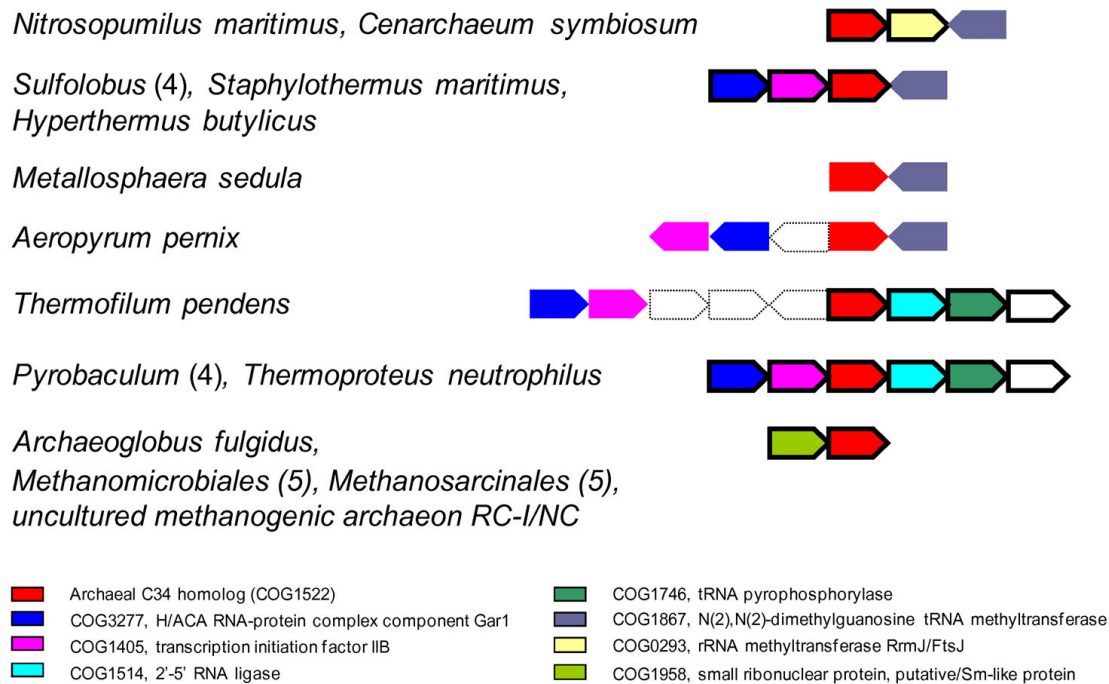 Nitrosopumilus maritimus, Cenarchaeum symbiosum
Sulfolobus (4), Staphylothermus maritimus,
Hyperthermus butylicus
Metallosphaera sedula
Aeropyrum pernix
Thermofilum pendens
Pyrobaculum (4), Thermoproteus neutrophilus
Archaeoglobus fulgidus,
Methanomicrobiales (5), Methanosarcinales (5),
uncultured methanogenic archaeon RC-I/NC
Archaeal C34 homolog (COG1522)
COG3277, H/ACA RNA-protein complex component Gar1
COG1405, transcription initiation factor IIB
COG1514, 2'-5' RNA ligase
COG1746, tRNA pyrophosphorylase
COG1867, N(2),N(2)-dimethylguanosine tRNA methyltransferase
COG0293, rRNA methyltransferase RrmJ/FtsJ
COG1958, small ribonuclear protein, putative/Sm-like protein